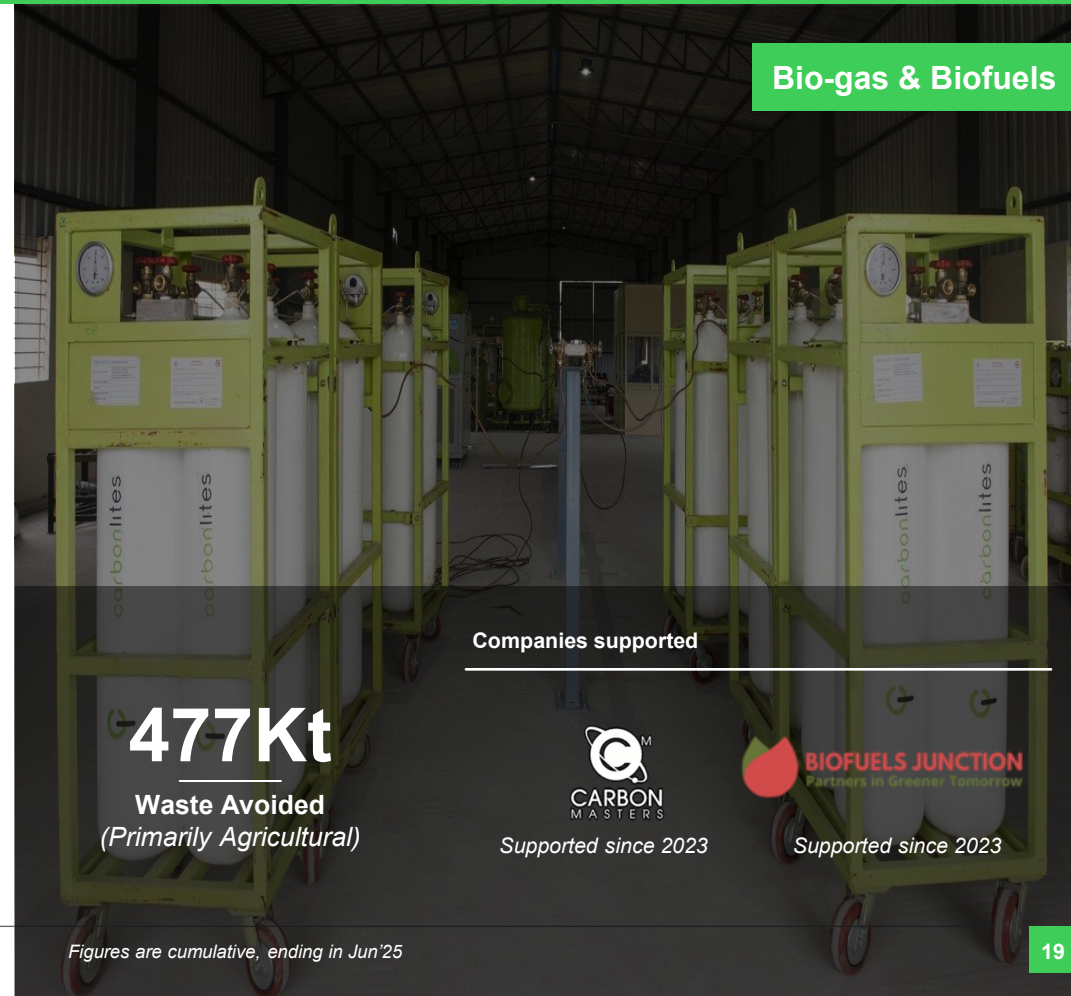 Bio-gas & Biofuels
carbonlites
carbonlites
carbonlites
carbonlites
Companies supported
477Kt
Waste Avoided
(Primarily Agricultural)
M
CARBON
MASTERS
Supported since 2023
BIOFUELS JUNCTION
Partners in Greener Tomorrow
Supported since 2023
Figures are cumulative, ending in Jun'25
19